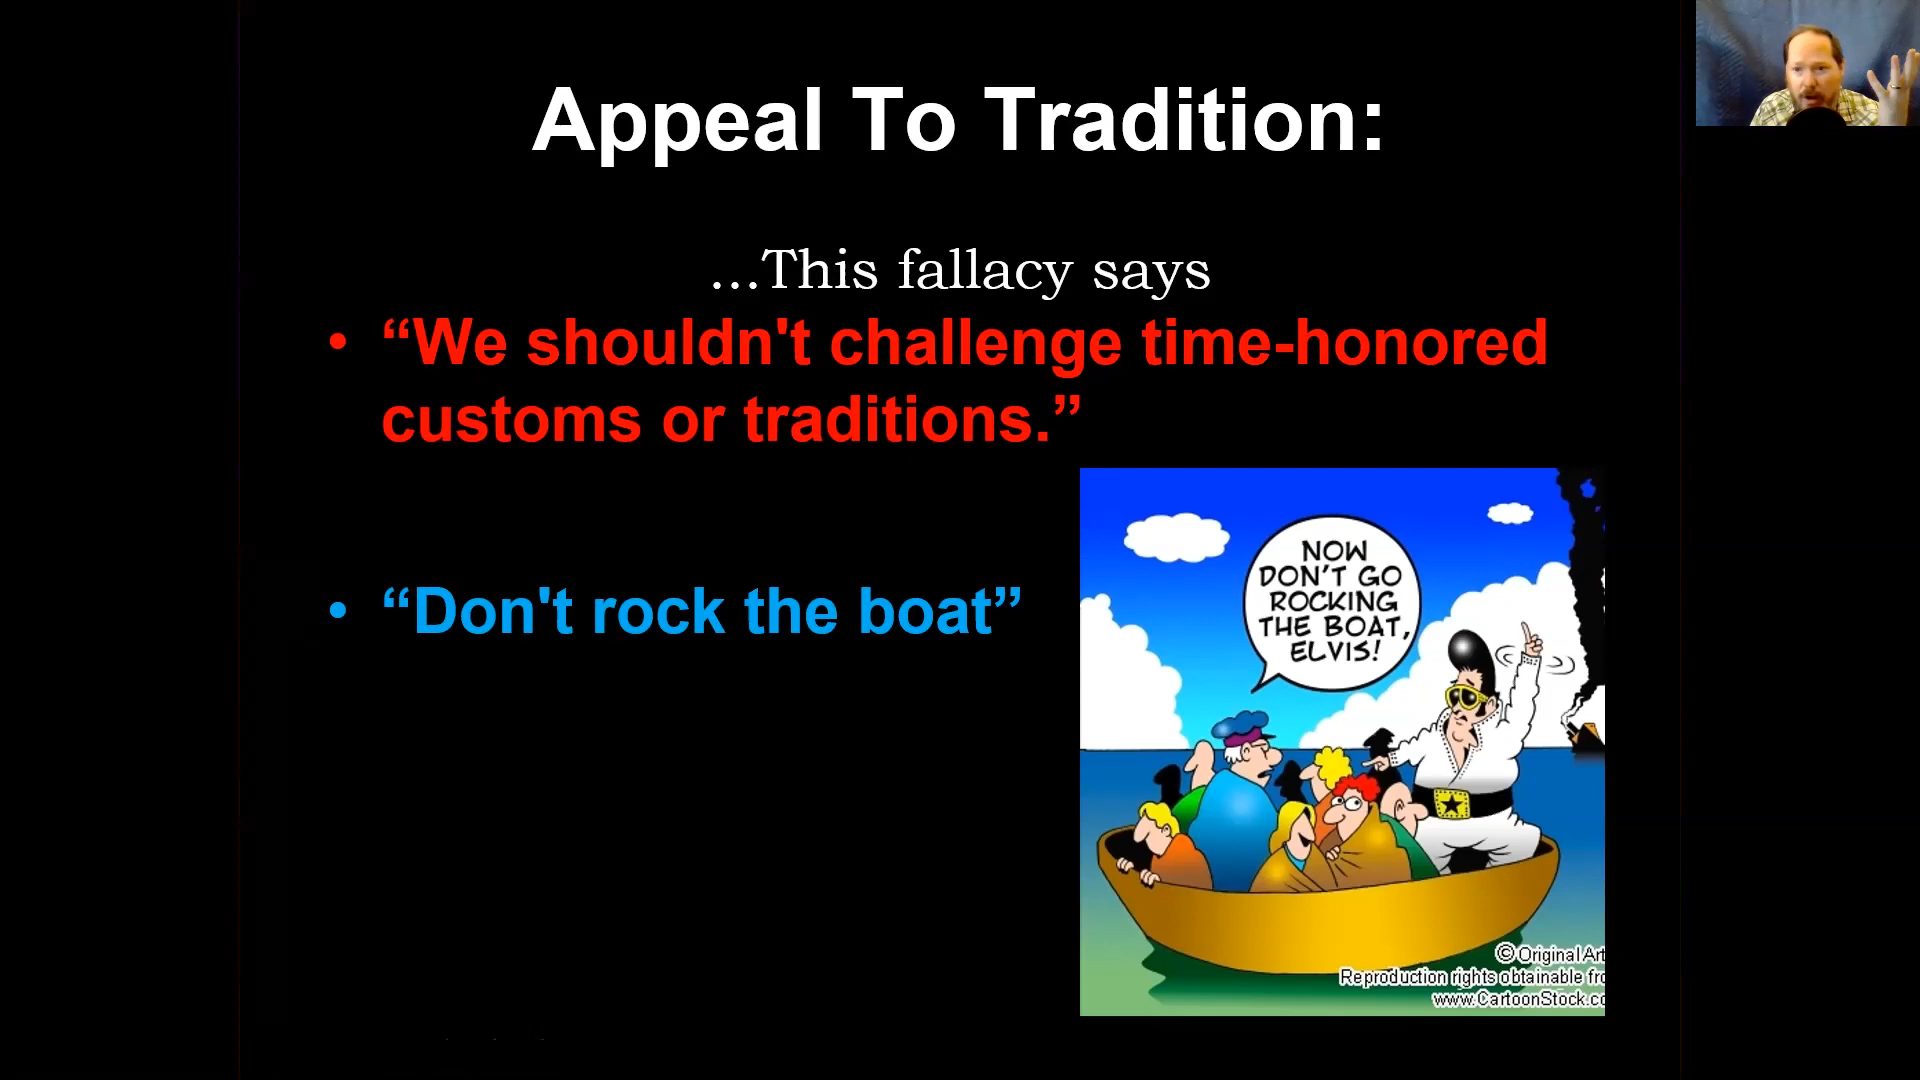 Appeal To Tradition:
...This fallacy says
• “We shouldn't challenge time-honored
customs or traditions.”
• “Don't rock the boat”
NOW
DON'T GO
ROCKING
THE BOAT,
ELVIS!
© Original Art
Reproduction rights obtainable fro
www.CartoonStock.co